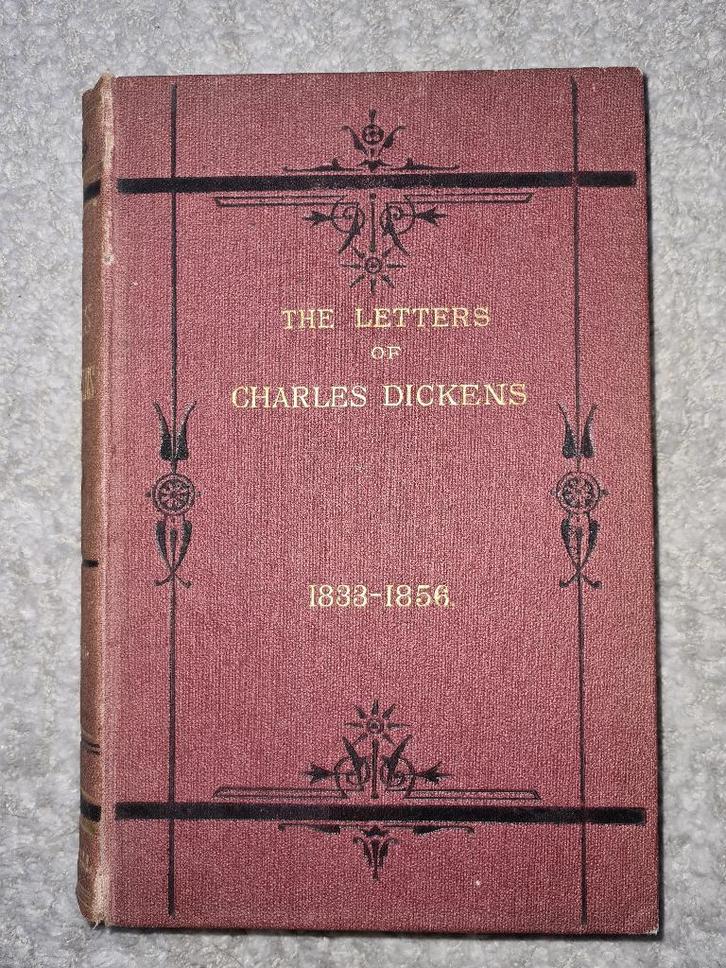 THE LETTERS
OF
CHARLES DICKENS
1833-1856.